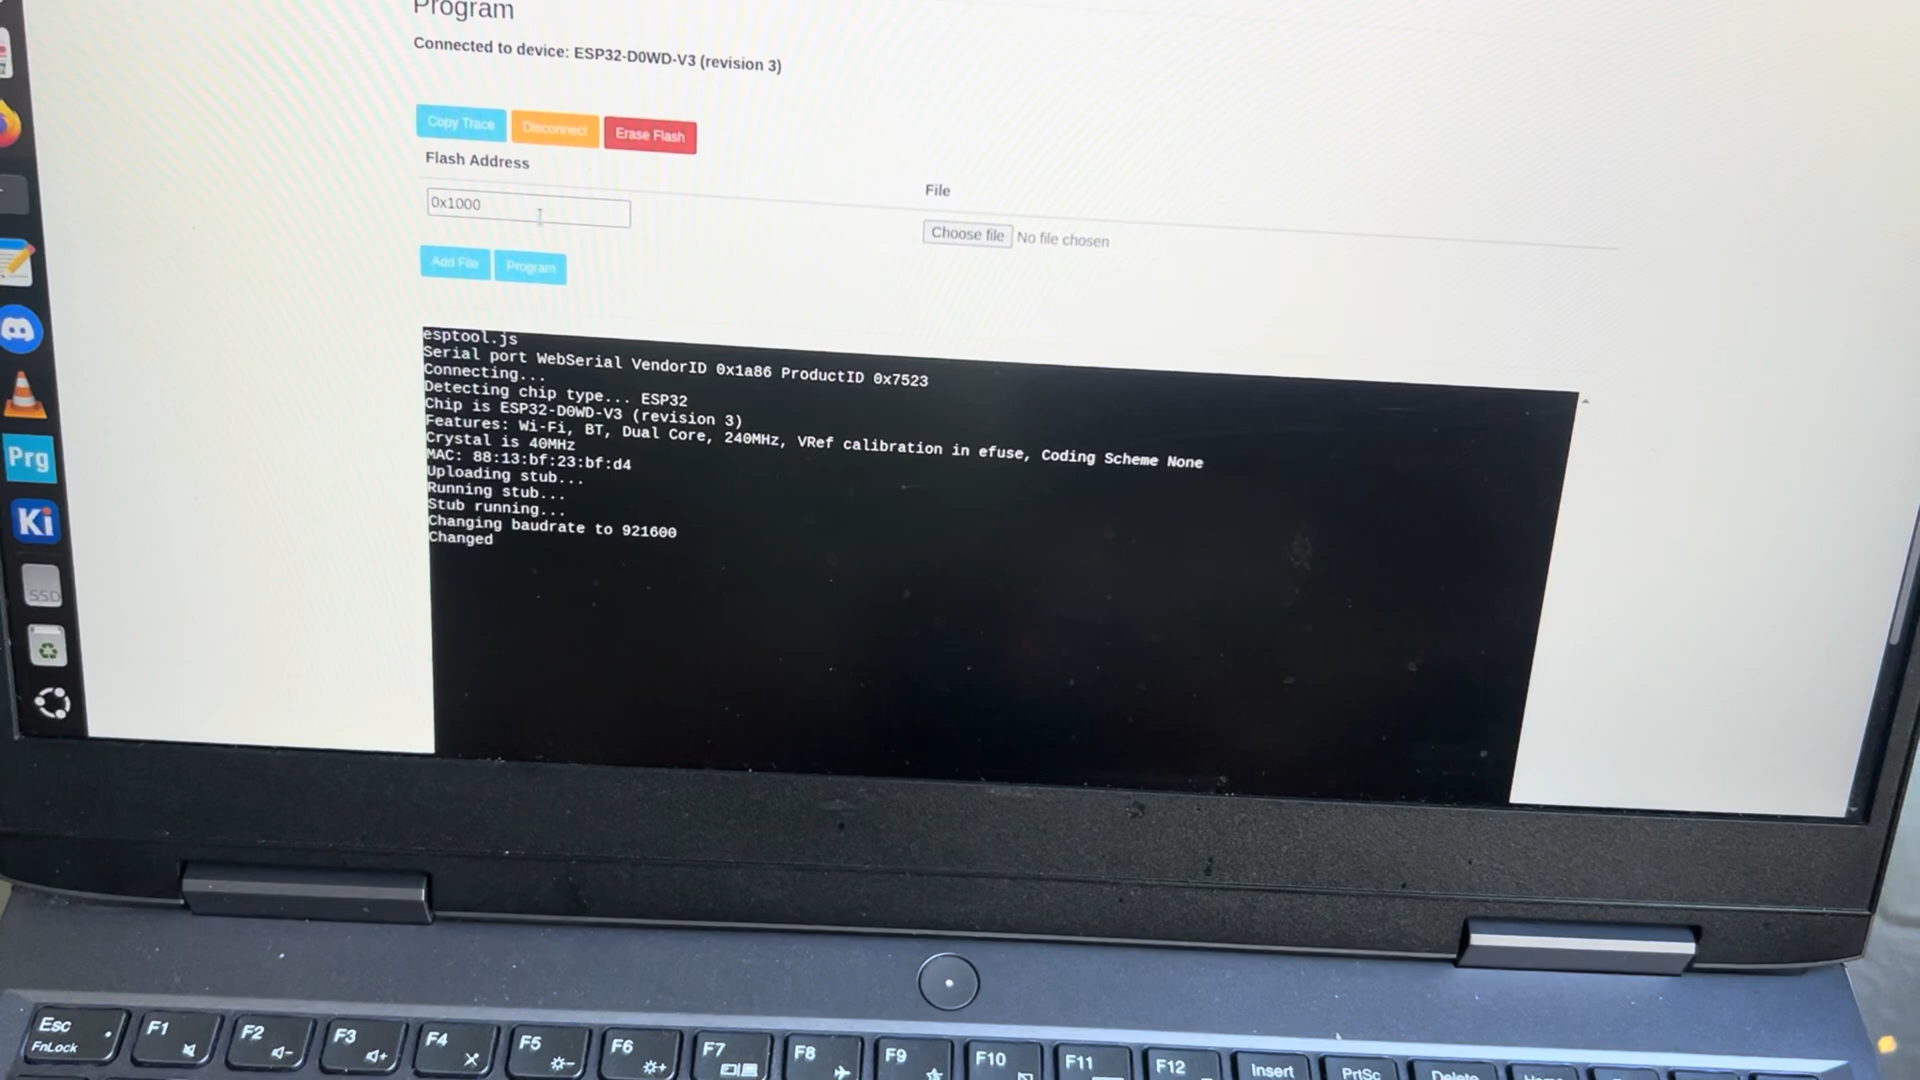 Program
Connected to device: ESP32-D0WD-V3 (revision 3)
Copy Trace Disconnect Erase Flash
Flash Address File
0x1000 Choose file No file chosen
Add File Program
esptool.js
Serial port WebSerial VendorID 0x1a86 ProductID 0x7523
Connecting...
Detecting chip type... ESP32
Chip is ESP32-D0WD-V3 (revision 3)
Features: Wi-Fi, BT, Dual Core, 240MHz, VRef calibration in efuse, Coding Scheme None
Crystal is 40MHz
MAC: 88:13:bf:23:bf:d4
Uploading stub...
Running stub...
Stub running...
Changing baudrate to 921600
Changed
Prg
Ki
SSD
Esc F1 F2 F3 F4 F5 F6 F7 F8 F9 F10 F11 F12 Insert PrtSc Delete
FnLock